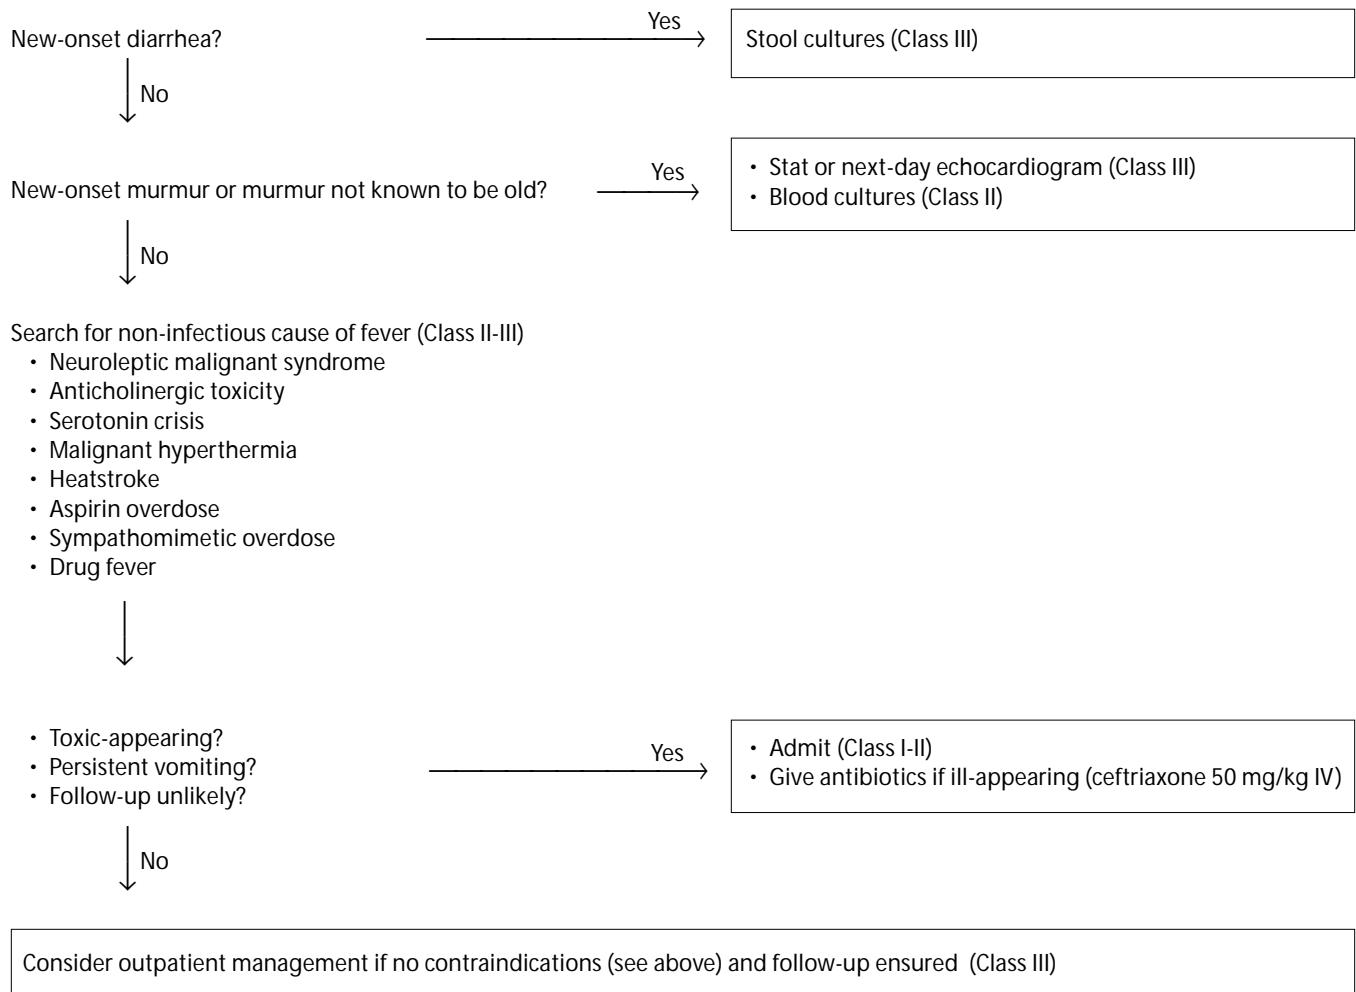 New-onset diarrhea?
Yes
Stool cultures (Class III)
No
New-onset murmur or murmur not known to be old?
Yes
• Stat or next-day echocardiogram (Class III)
• Blood cultures (Class II)
No
Search for non-infectious cause of fever (Class II-III)
• Neuroleptic malignant syndrome
• Anticholinergic toxicity
• Serotonin crisis
• Malignant hyperthermia
• Heatstroke
• Aspirin overdose
• Sympathomimetic overdose
• Drug fever
• Toxic-appearing?
• Persistent vomiting?
• Follow-up unlikely?
Yes
• Admit (Class I-II)
• Give antibiotics if ill-appearing (ceftriaxone 50 mg/kg IV)
No
Consider outpatient management if no contraindications (see above) and follow-up ensured (Class III)